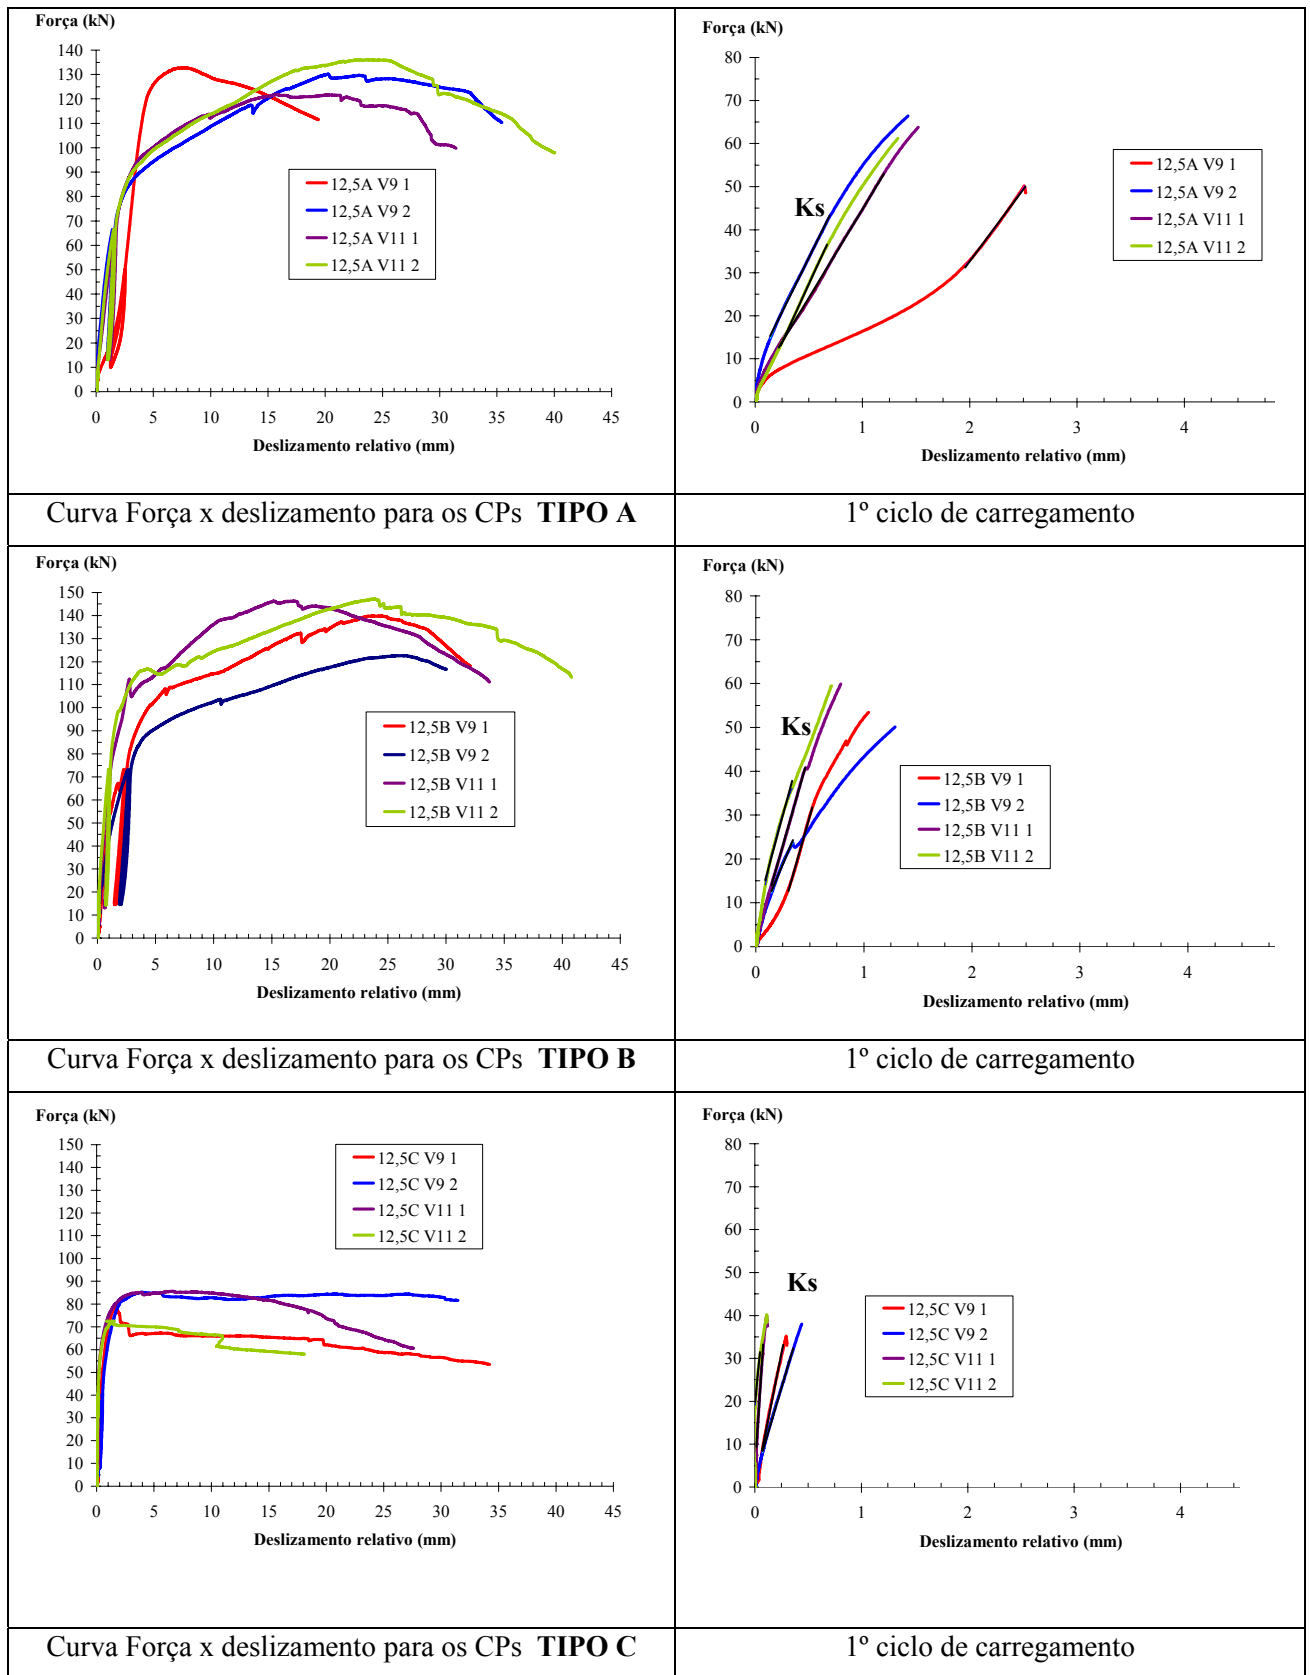 Força (kN)
140
130
120
110
100
90
80
70
60
50
40
30
20
10
0
0 5 10 15 20 25 30 35 40 45
Deslizamento relativo (mm)
12,5A V9 1
12,5A V9 2
12,5A V11 1
12,5A V11 2
Força (kN)
80
70
60
50
40
30
20
10
0
0 1 2 3 4
Deslizamento relativo (mm)
Ks
12,5A V9 1
12,5A V9 2
12,5A V11 1
12,5A V11 2
Curva Força x deslizamento para os CPs TIPO A
1º ciclo de carregamento
Força (kN)
150
140
130
120
110
100
90
80
70
60
50
40
30
20
10
0
0 5 10 15 20 25 30 35 40 45
Deslizamento relativo (mm)
12,5B V9 1
12,5B V9 2
12,5B V11 1
12,5B V11 2
Força (kN)
80
70
60
50
40
30
20
10
0
0 1 2 3 4
Deslizamento relativo (mm)
Ks
12,5B V9 1
12,5B V9 2
12,5B V11 1
12,5B V11 2
Curva Força x deslizamento para os CPs TIPO B
1º ciclo de carregamento
Força (kN)
150
140
130
120
110
100
90
80
70
60
50
40
30
20
10
0
0 5 10 15 20 25 30 35 40 45
Deslizamento relativo (mm)
12,5C V9 1
12,5C V9 2
12,5C V11 1
12,5C V11 2
Força (kN)
80
70
60
50
40
30
20
10
0
0 1 2 3 4
Deslizamento relativo (mm)
Ks
12,5C V9 1
12,5C V9 2
12,5C V11 1
12,5C V11 2
Curva Força x deslizamento para os CPs TIPO C
1º ciclo de carregamento